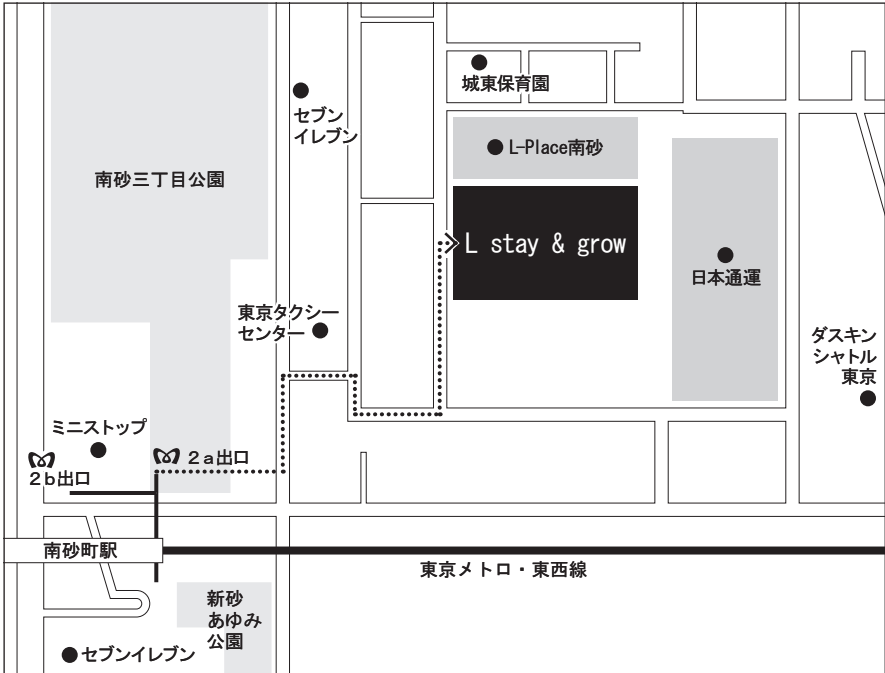 城東保育園
セブン
イレブン
L-Place南砂
南砂三丁目公園
L stay & grow
日本通運
東京タクシー
センター
ダスキン
シャトル
東京
ミニストップ
2a出口
2b出口
南砂町駅
東京メトロ・東西線
新砂
あゆみ
公園
セブンイレブン